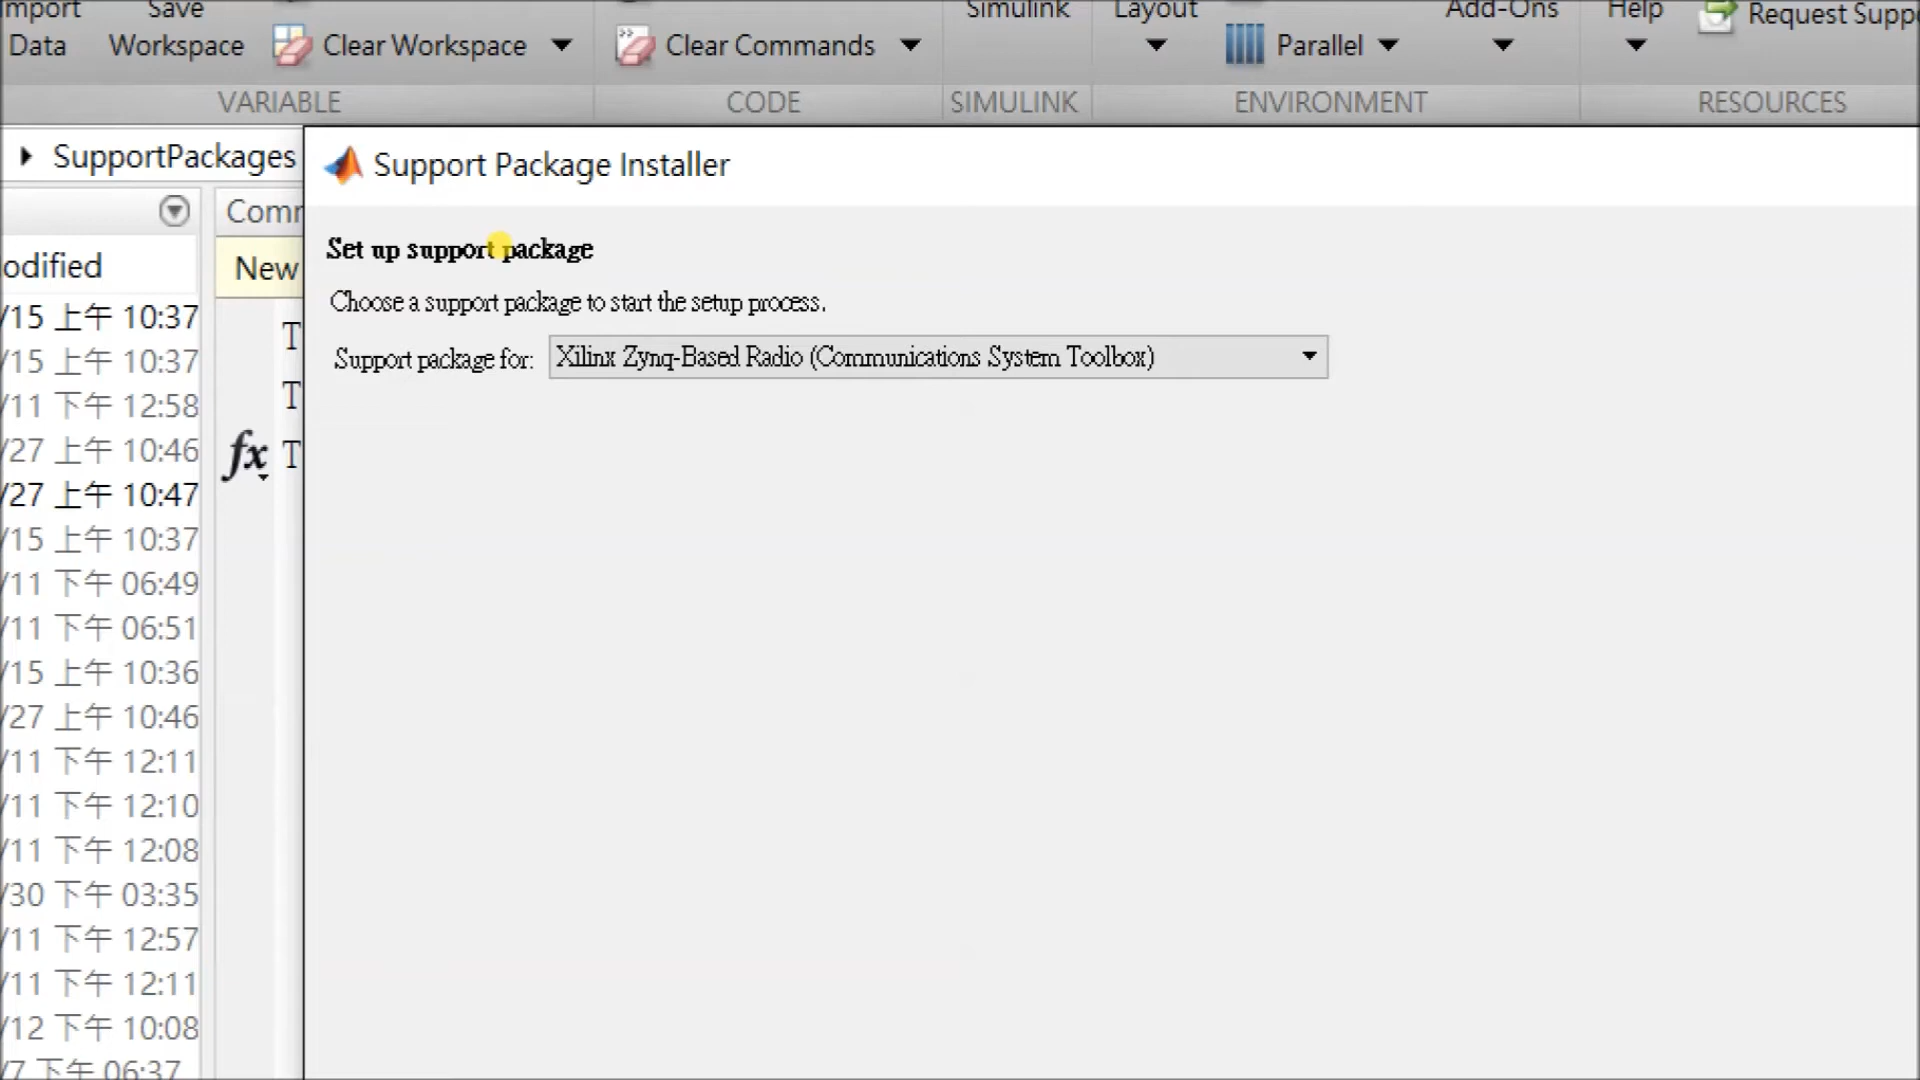 Import
Data
Save
Workspace
Clear Workspace
Clear Commands
Simulink
Layout
Parallel
Add-Ons
Help
Request Supp
VARIABLE
CODE
SIMULINK
ENVIRONMENT
RESOURCES
SupportPackages
Support Package Installer
Comm
odified
New
Set up support package
Choose a support package to start the setup process.
Support package for: Xilinx Zynq-Based Radio (Communications System Toolbox)
fx
T
T
T
/15 上午 10:37
/15 上午 10:37
/11 下午 12:58
/27 上午 10:46
/27 上午 10:47
/15 上午 10:37
/11 下午 06:49
/11 下午 06:51
/15 上午 10:36
/27 上午 10:46
/11 下午 12:11
/11 下午 12:10
/11 下午 12:08
/30 下午 03:35
/11 下午 12:57
/11 下午 12:11
/12 下午 10:08
/7 下午 06:37